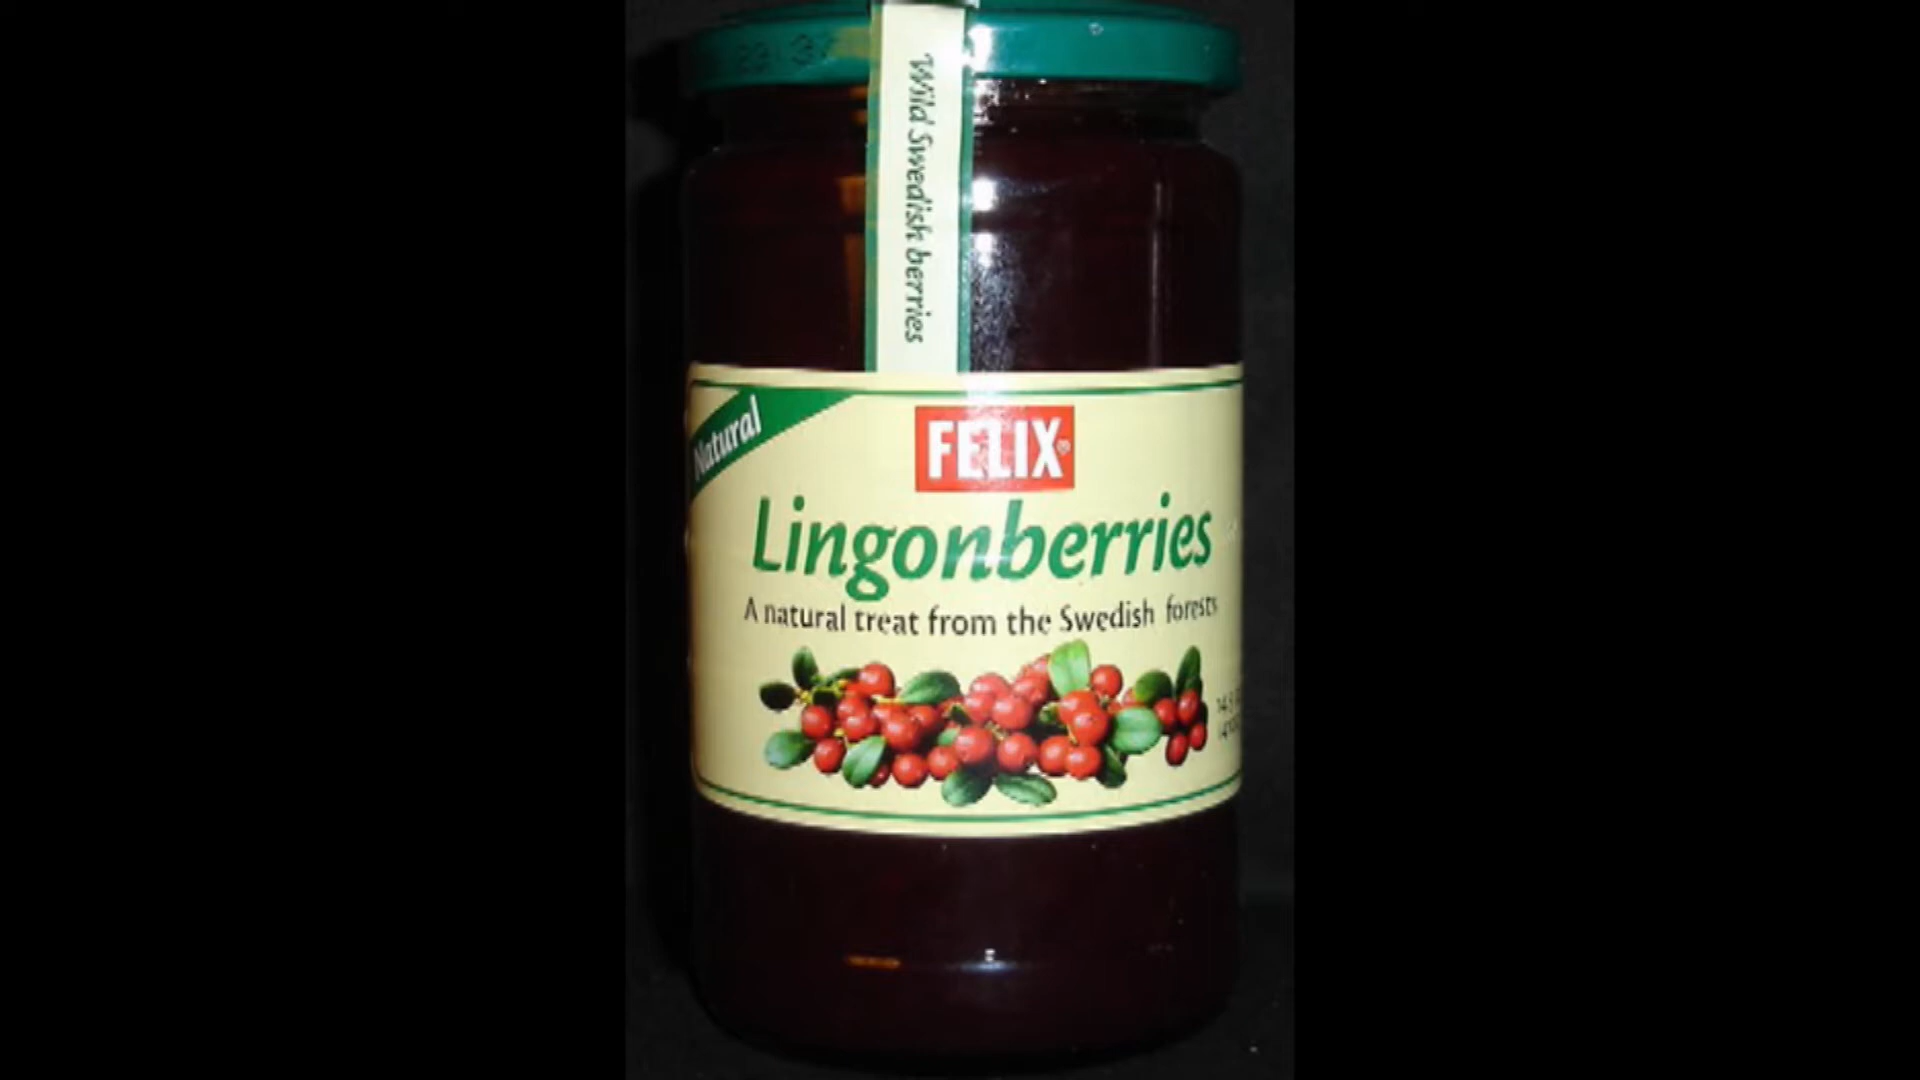 Wild Swedish berries
Natural
FELIX®
Lingonberries
A natural treat from the Swedish forests